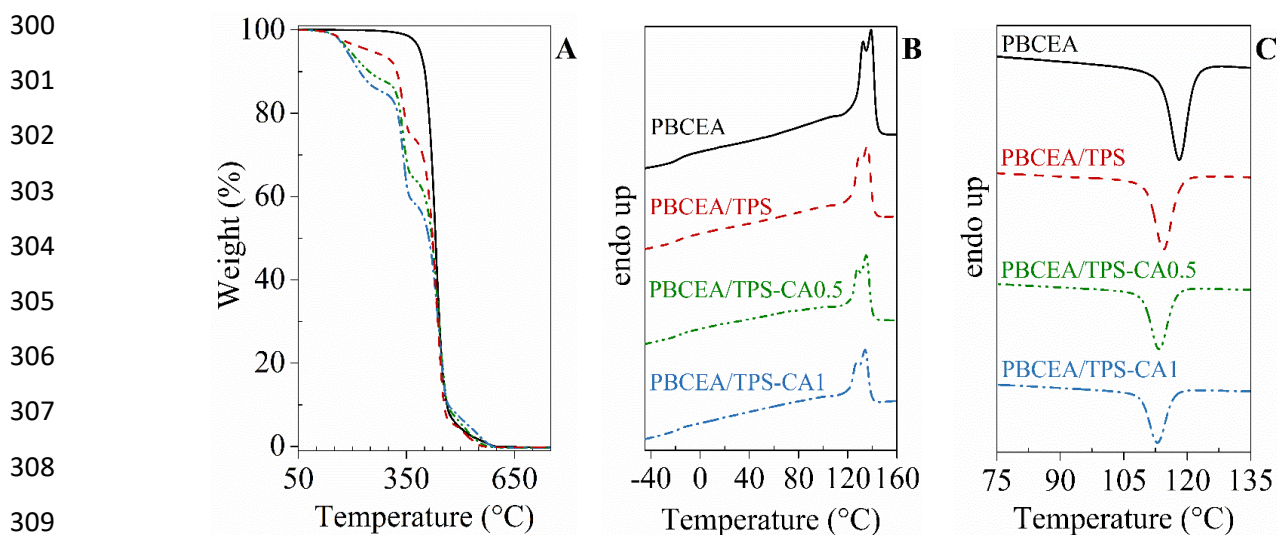 300
301
302
303
304
305
306
307
308
309
A
Weight (%)
100
80
60
40
20
0
50 350 650
Temperature (°C)
B
endo up
PBCEA
PBCEA/TPS
PBCEA/TPS-CA0.5
PBCEA/TPS-CA1
-40 0 40 80 120 160
Temperature (°C)
C
endo up
PBCEA
PBCEA/TPS
PBCEA/TPS-CA0.5
PBCEA/TPS-CA1
75 90 105 120 135
Temperature (°C)